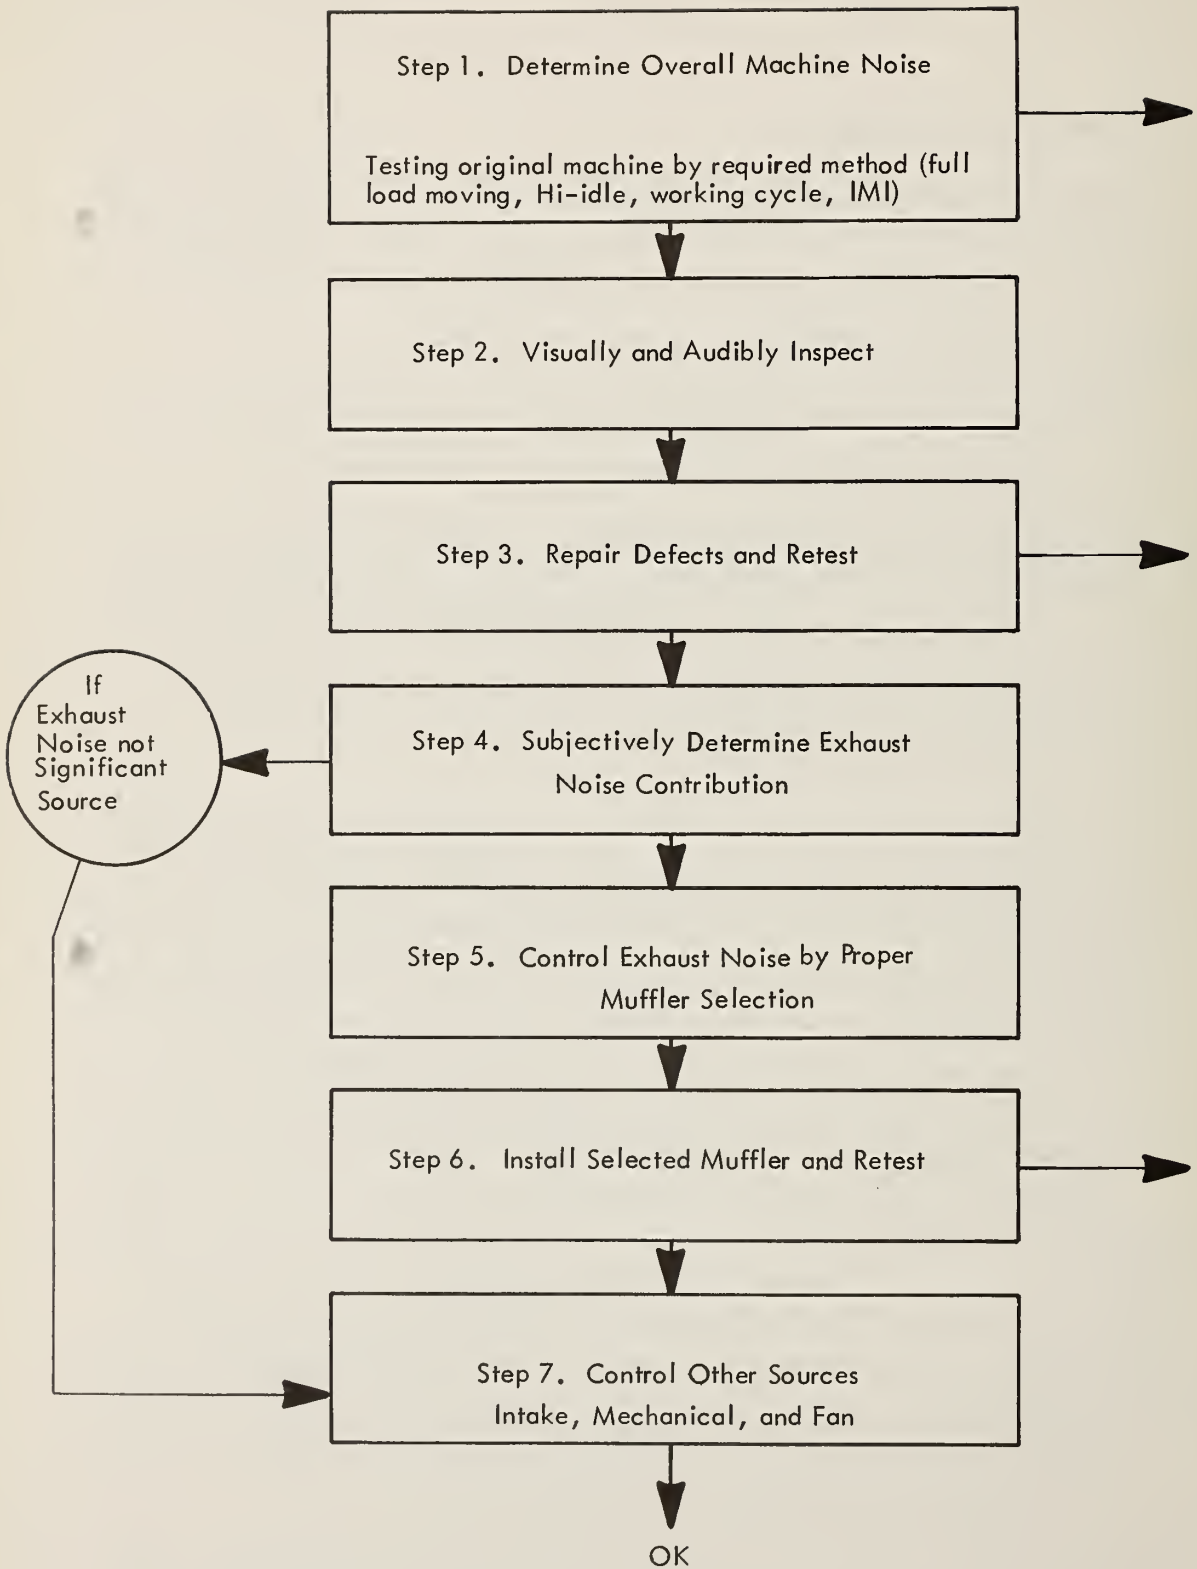 Step 1. Determine Overall Machine Noise
Testing original machine by required method (full
load moving, Hi-idle, working cycle, IMI)
Step 2. Visually and Audibly Inspect
Step 3. Repair Defects and Retest
Step 4. Subjectively Determine Exhaust
Noise Contribution
If
Exhaust
Noise not
Significant
Source
Step 5. Control Exhaust Noise by Proper
Muffler Selection
Step 6. Install Selected Muffler and Retest
Step 7. Control Other Sources
Intake, Mechanical, and Fan
OK